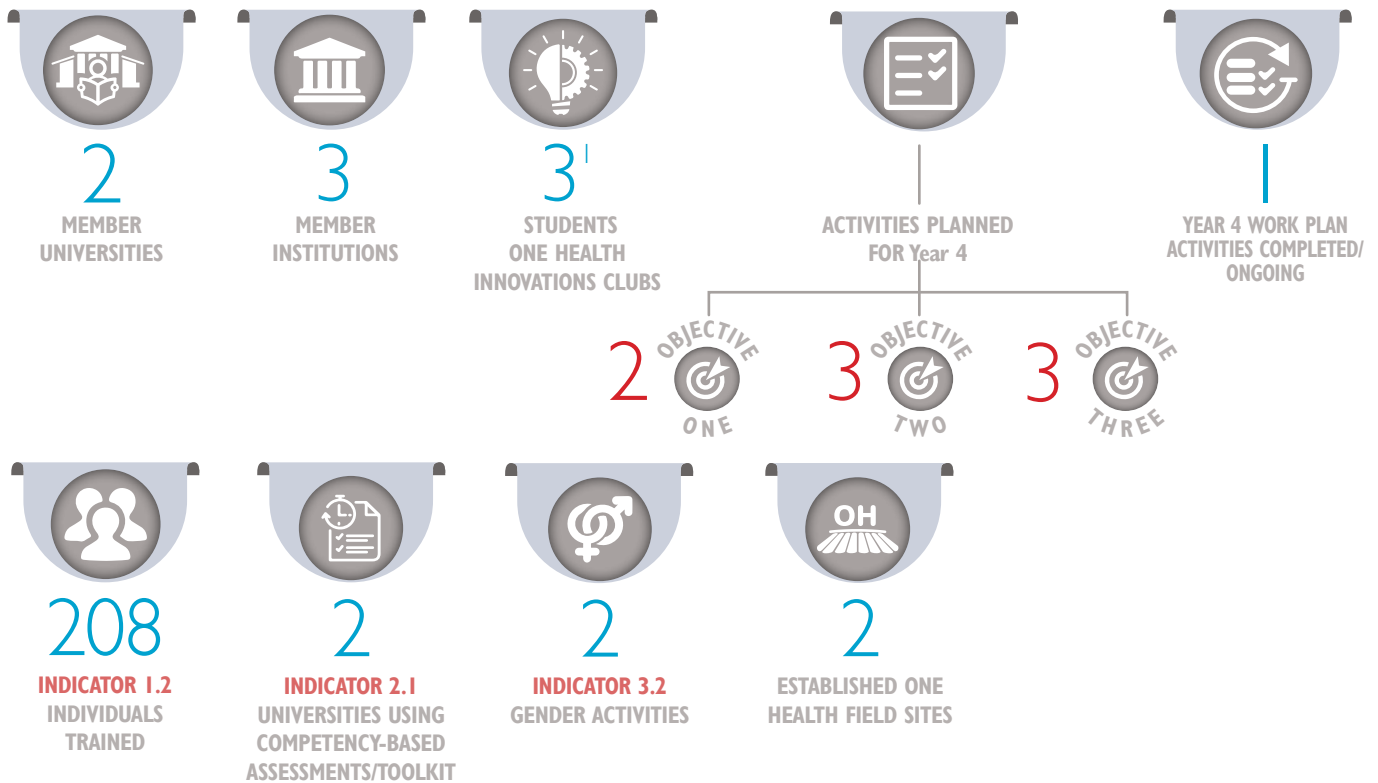 2
MEMBER
UNIVERSITIES
3
MEMBER
INSTITUTIONS
3¹
STUDENTS
ONE HEALTH
INNOVATIONS CLUBS
ACTIVITIES PLANNED
FOR Year 4
2
OBJECTIVE
ONE
3
OBJECTIVE
TWO
3
OBJECTIVE
THREE
1
YEAR 4 WORK PLAN
ACTIVITIES COMPLETED/
ONGOING
208
INDICATOR 1.2
INDIVIDUALS
TRAINED
2
INDICATOR 2.1
UNIVERSITIES USING
COMPETENCY-BASED
ASSESSMENTS/TOOLKIT
2
INDICATOR 3.2
GENDER ACTIVITIES
OH
2
ESTABLISHED ONE
HEALTH FIELD SITES